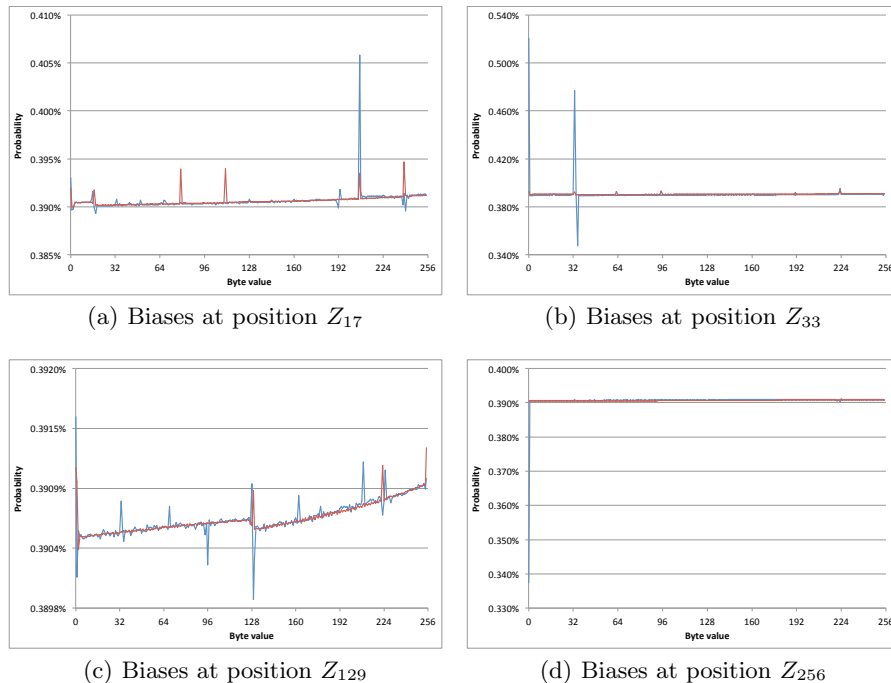 0.410%
0.405%
0.400%
0.395%
0.390%
0.385%
Probability
0 32 64 96 128 160 192 224 256
Byte value
(a) Biases at position Z17
0.540%
0.500%
0.460%
0.420%
0.380%
0.340%
Probability
0 32 64 96 128 160 192 224 256
Byte value
(b) Biases at position Z33
0.3920%
0.3915%
0.3909%
0.3904%
0.3898%
Probability
0 32 64 96 128 160 192 224 256
Byte value
(c) Biases at position Z129
0.400%
0.390%
0.380%
0.370%
0.360%
0.350%
0.340%
0.330%
Probability
0 32 64 96 128 160 192 224 256
Byte value
(d) Biases at position Z256